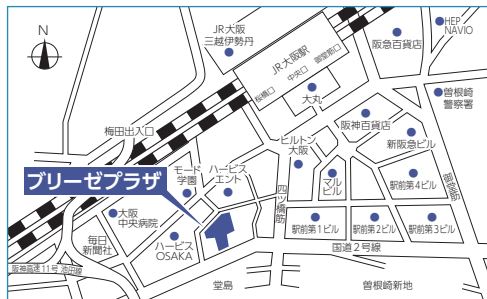 N
JR大阪
三越伊勢丹
JR大阪駅
御堂筋口
中央口
桜橋口
大丸
阪急百貨店
HEP
NAVIO
曽根崎
警察署
梅田出入口
阪神百貨店
新阪急ビル
ヒルトン
大阪
ブリーゼプラザ
モード
学園
ハービス
エント
マル
ビル
駅前第4ビル
御堂筋
四ツ橋筋
大阪
中央病院
毎日
新聞社
ハービス
OSAKA
駅前第1ビル
駅前第2ビル
駅前第3ビル
国道2号線
阪神高速11号 池田線
堂島
曽根崎新地